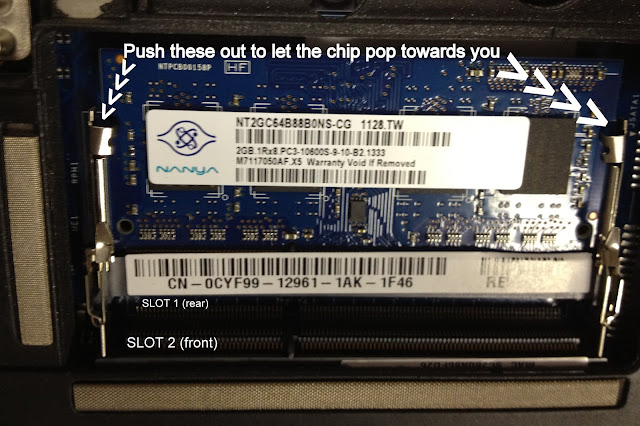 Push these out to let the chip pop towards you
NTPCB00158P HF
NT2GC64B88B0NS-CG 1128.TW
2GB 1Rx8 PC3-10600S-9-10-B2.1333
M7117050AF.X5 Warranty Void If Removed
NANYA
CN - 0CYF99 - 12961 - 1AK - 1F46
SLOT 1 (rear)
SLOT 2 (front)